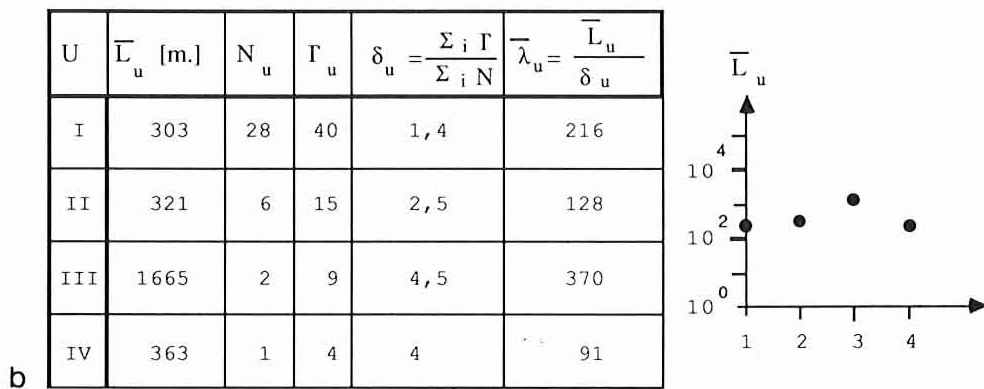 U L̅u [m.] Nu Γu δu = Σi Γ / Σi N λ̅u = L̅u / δu
I 303 28 40 1,4 216
II 321 6 15 2,5 128
III 1665 2 9 4,5 370
IV 363 1 4 4 91
b
L̅u
10^4
10^2
10^0
1 2 3 4